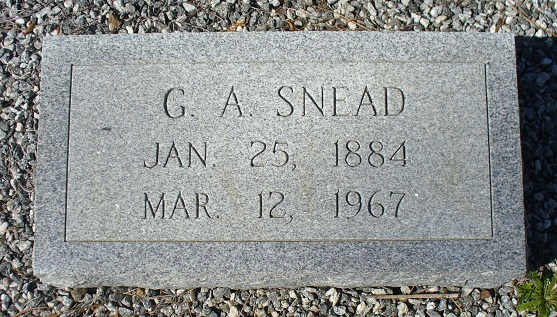 G. A. SNEAD
JAN. 25, 1884
MAR. 12, 1967